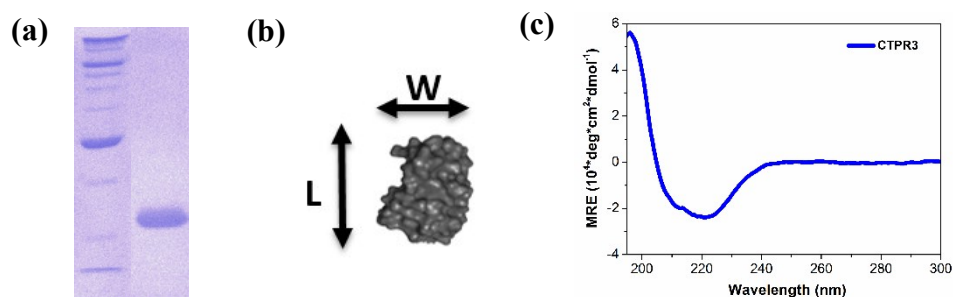 (a)
(b)
W
L
(c)
CTPR3
MRE (10⁴*deg*cm²*dmol⁻¹)
6
4
2
0
-2
-4
200
220
240
260
280
300
Wavelength (nm)